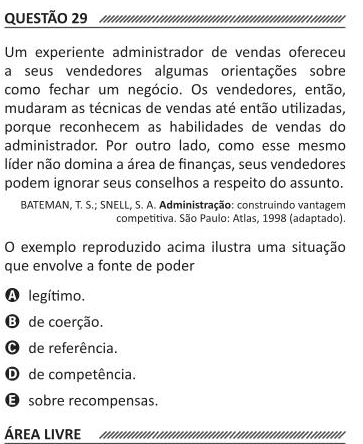 QUESTÃO 29
Um experiente administrador de vendas ofereceu
a seus vendedores algumas orientações sobre
como fechar um negócio. Os vendedores, então,
mudaram as técnicas de vendas até então utilizadas,
porque reconhecem as habilidades de vendas do
administrador. Por outro lado, como esse mesmo
líder não domina a área de finanças, seus vendedores
podem ignorar seus conselhos a respeito do assunto.
BATEMAN, T. S.; SNELL, S. A. Administração: construindo vantagem
competitiva. São Paulo: Atlas, 1998 (adaptado).
O exemplo reproduzido acima ilustra uma situação
que envolve a fonte de poder
A legítimo.
B de coerção.
C de referência.
D de competência.
E sobre recompensas.
ÁREA LIVRE